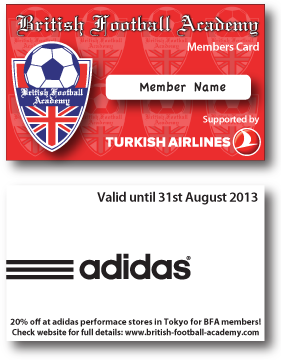 British Football Academy
Members Card
Member Name
British Football
Academy
Supported by
TURKISH AIRLINES
Valid until 31st August 2013
adidas®
20% off at adidas performace stores in Tokyo for BFA members!
Check website for full details: www.british-football-academy.com